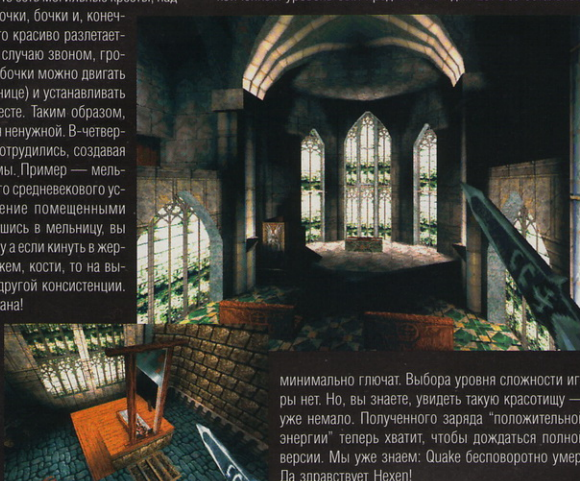 очки, бочки и, конеч-
о красиво разлетает-
случаю звоном, гро-
бочки можно двигать
нице) и устанавливать
есте. Таким образом,
ненужной. В-четвер-
отрудились, создавая
мы. Пример — мель-
го средневекового ус-
ение помещенными
шись в мельницу, вы
у а если кинуть в жер-
жем, кости, то на вы-
другой консистенции.
ана!
минимально глючат. Выбора уровня сложности иг-
ры нет. Но, вы знаете, увидеть такую красотищу —
уже немало. Полученного заряда “положительно
энергии” теперь хватит, чтобы дождаться полно
версии. Мы уже знаем: Quake бесповоротно умер
Да здравствует Hexen!